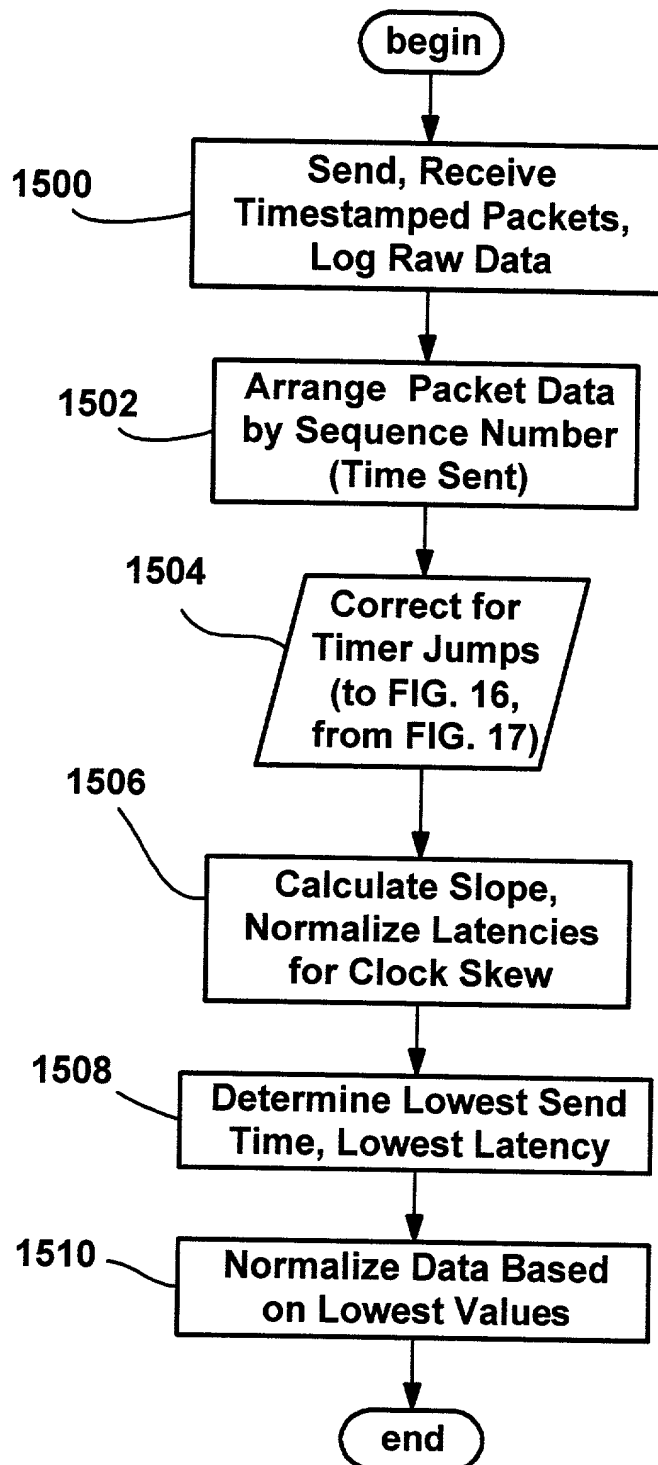 begin
1500
Send, Receive
Timestamped Packets,
Log Raw Data
1502
Arrange Packet Data
by Sequence Number
(Time Sent)
1504
Correct for
Timer Jumps
(to FIG. 16,
from FIG. 17)
1506
Calculate Slope,
Normalize Latencies
for Clock Skew
1508
Determine Lowest Send
Time, Lowest Latency
1510
Normalize Data Based
on Lowest Values
end